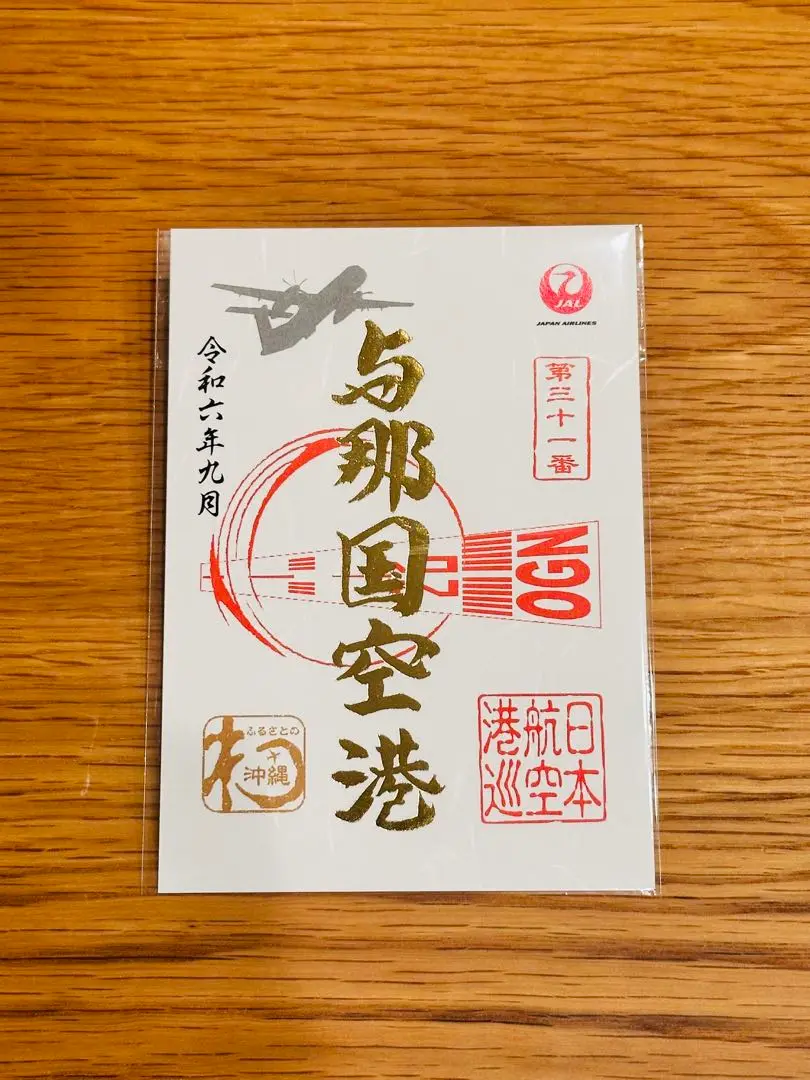 JAL
JAPAN AIRLINES
第三十一番
与那国空港
令和六年九月
OGN
日本
航空
港巡
ふるさとの
沖縄